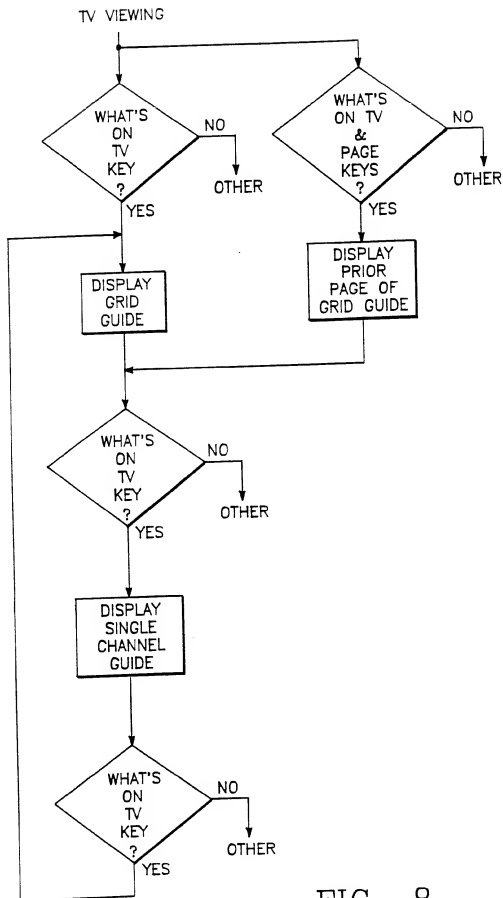 TV VIEWING
WHAT'S
ON
TV
KEY
?
NO
OTHER
YES
WHAT'S
ON TV
&
PAGE
KEYS
?
NO
OTHER
YES
DISPLAY
GRID
GUIDE
DISPLAY
PRIOR
PAGE OF
GRID GUIDE
WHAT'S
ON
TV
KEY
?
NO
OTHER
YES
DISPLAY
SINGLE
CHANNEL
GUIDE
WHAT'S
ON
TV
KEY
?
NO
OTHER
YES
FIG. 8